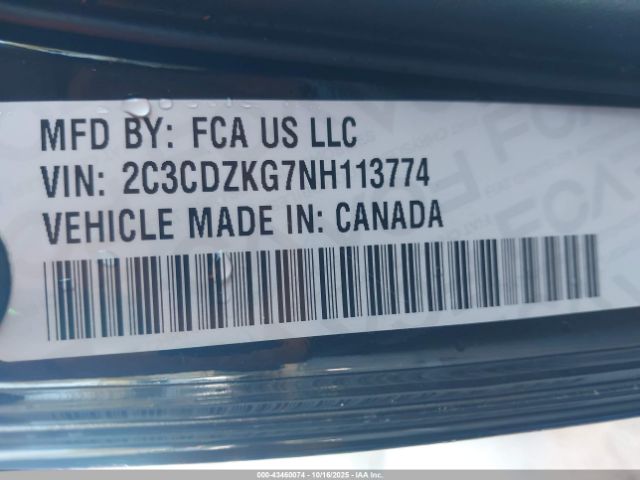 MFD BY: FCA US LLC
VIN: 2C3CDZKG7NH113774
VEHICLE MADE IN: CANADA
000-43460074 | 10/16/2025 | IAA Inc.